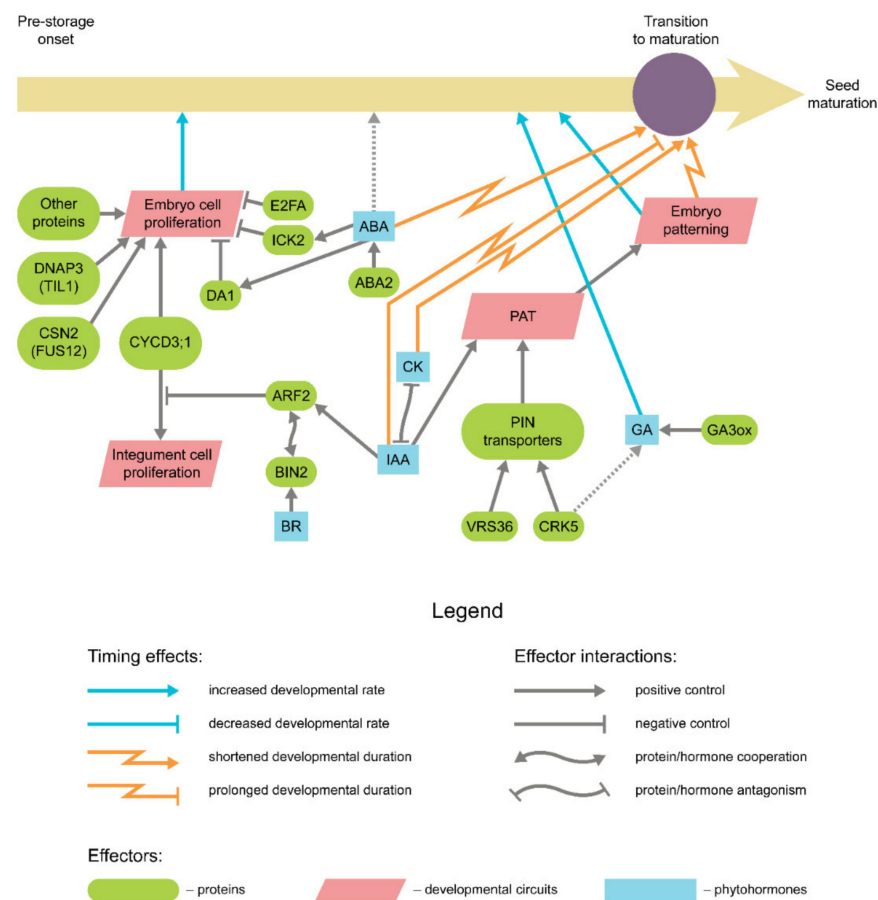 Pre-storage
onset
Transition
to maturation
Seed
maturation
Other
proteins
Embryo cell
proliferation
E2FA
ICK2
ABA
Embryo
patterning
DNAP3
(TIL1)
DA1
ABA2
CSN2
(FUS12)
CYCD3;1
PAT
CK
ARF2
PIN
transporters
GA
GA3ox
Integument cell
proliferation
BIN2
IAA
BR
VRS36
CRK5
Legend
Timing effects:
increased developmental rate
decreased developmental rate
shortened developmental duration
prolonged developmental duration
Effector interactions:
positive control
negative control
protein/hormone cooperation
protein/hormone antagonism
Effectors:
– proteins
– developmental circuits
– phytohormones